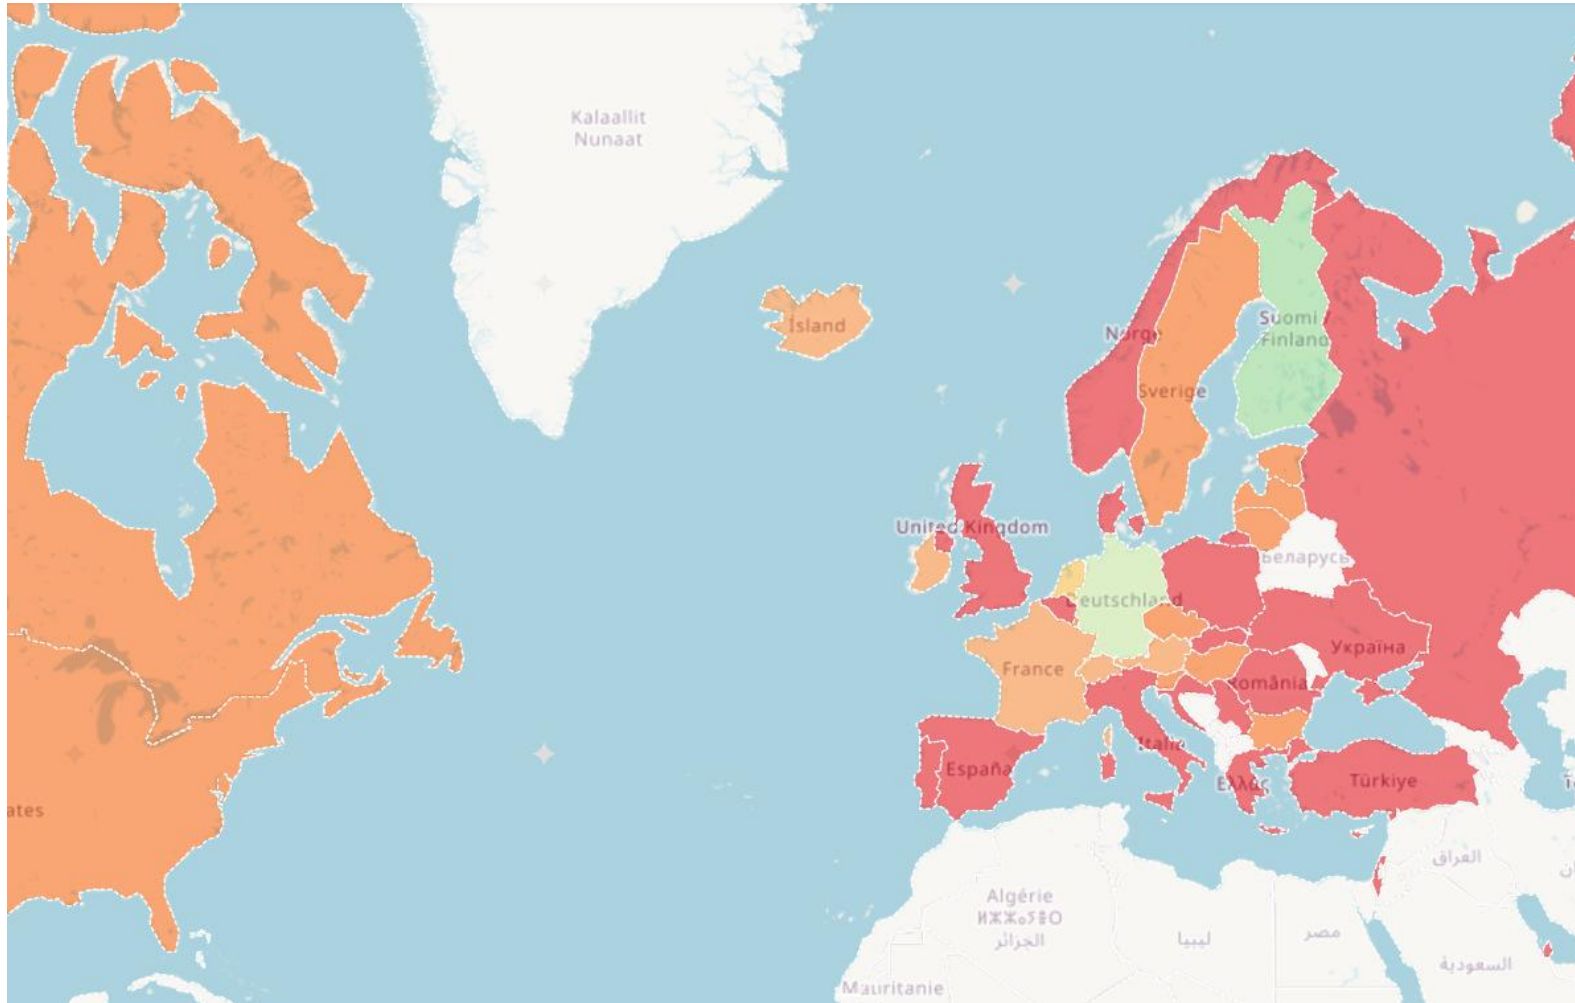 Kalaallit
Nunaat
Ísland
Norge
Suomi /
Finland
Sverige
United Kingdom
Беларусь
Deutschland
France
Україна
România
Italia
España
Ελλάς
Türkiye
ates
Algérie
ⵍⵣⵣⴰⵢⴻⵔ
الجزائر
ليبيا
مصر
العراق
السعودية
Mauritanie